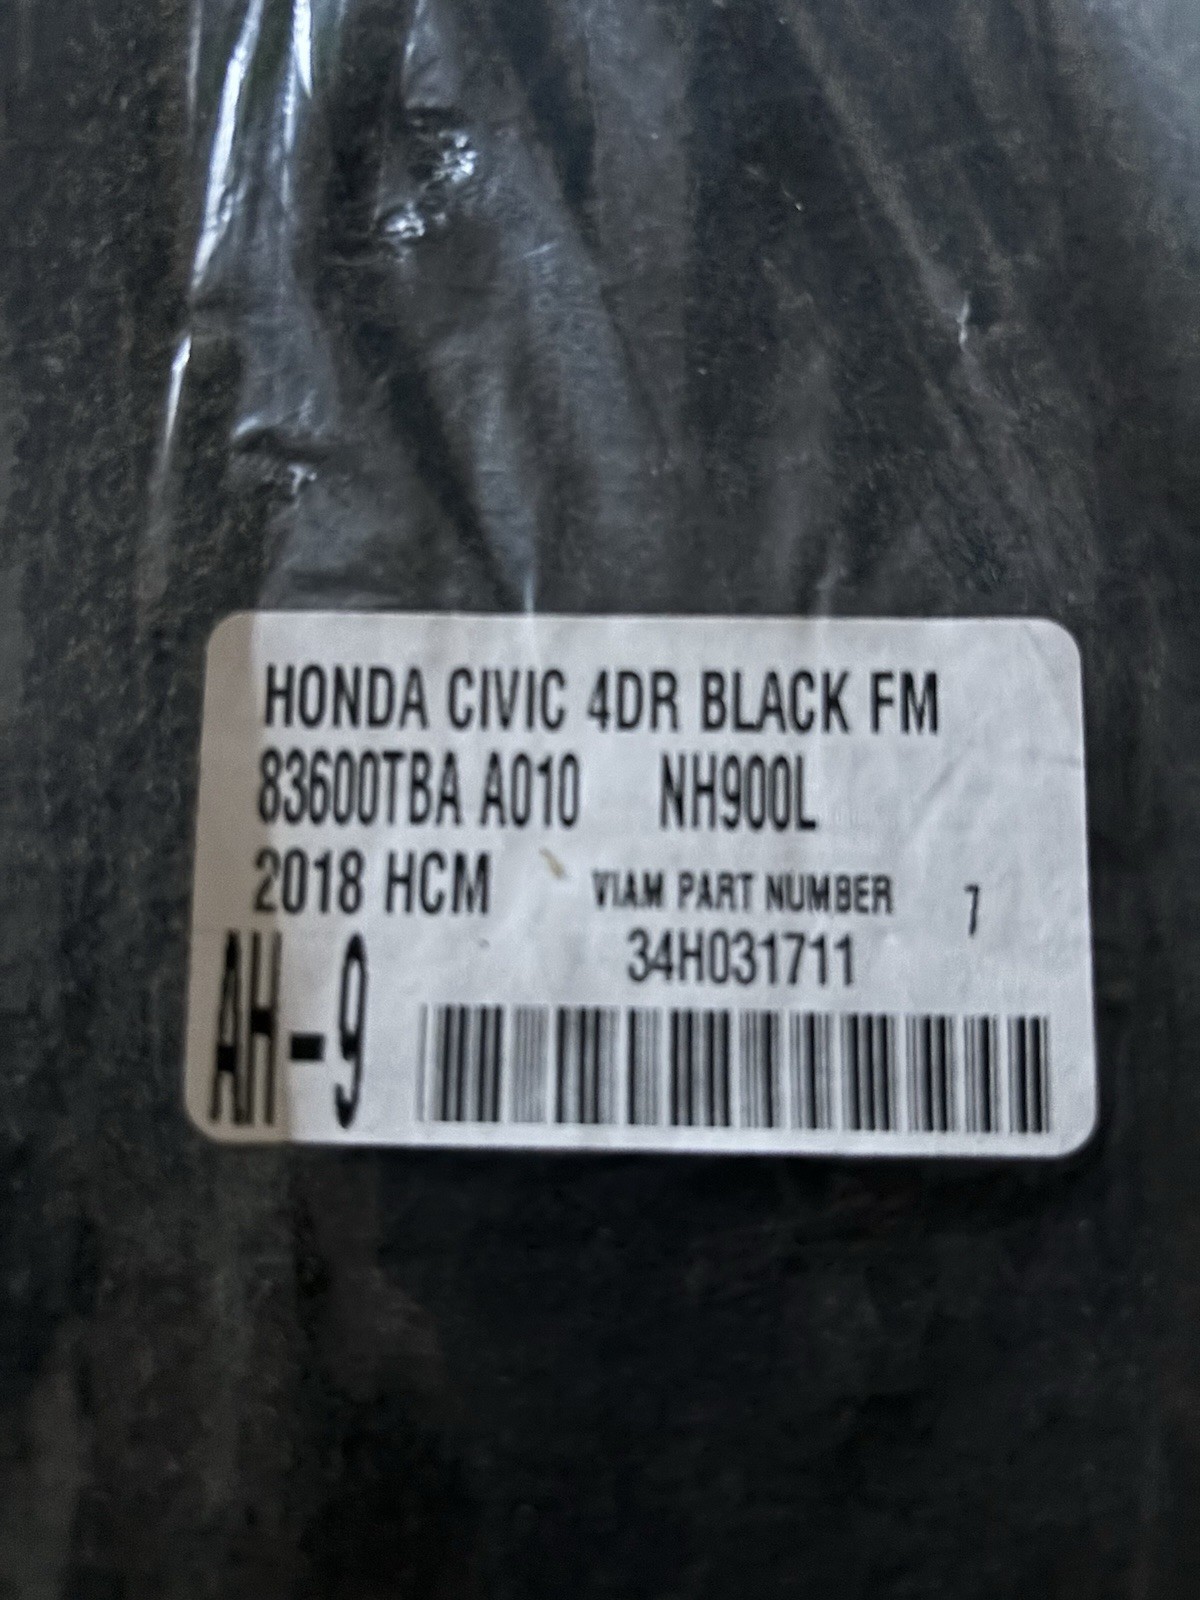 HONDA CIVIC 4DR BLACK FM
83600TBA A010 NH900L
2018 HCM VIAM PART NUMBER 7
34H031711
AH-9